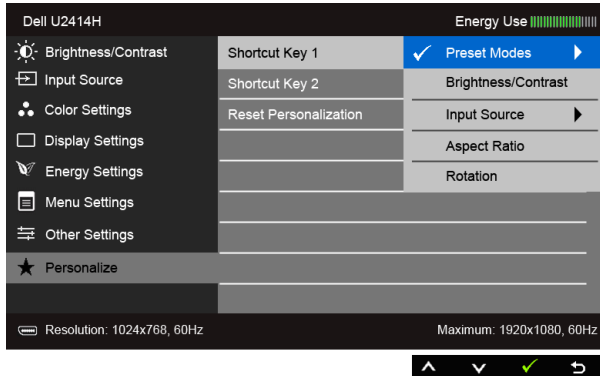 Dell U2414H Energy Use
Brightness/Contrast Shortcut Key 1 Preset Modes
Input Source Shortcut Key 2 Brightness/Contrast
Color Settings Reset Personalization Input Source
Display Settings Aspect Ratio
Energy Settings Rotation
Menu Settings
Other Settings
Personalize
Resolution: 1024x768, 60Hz Maximum: 1920x1080, 60Hz